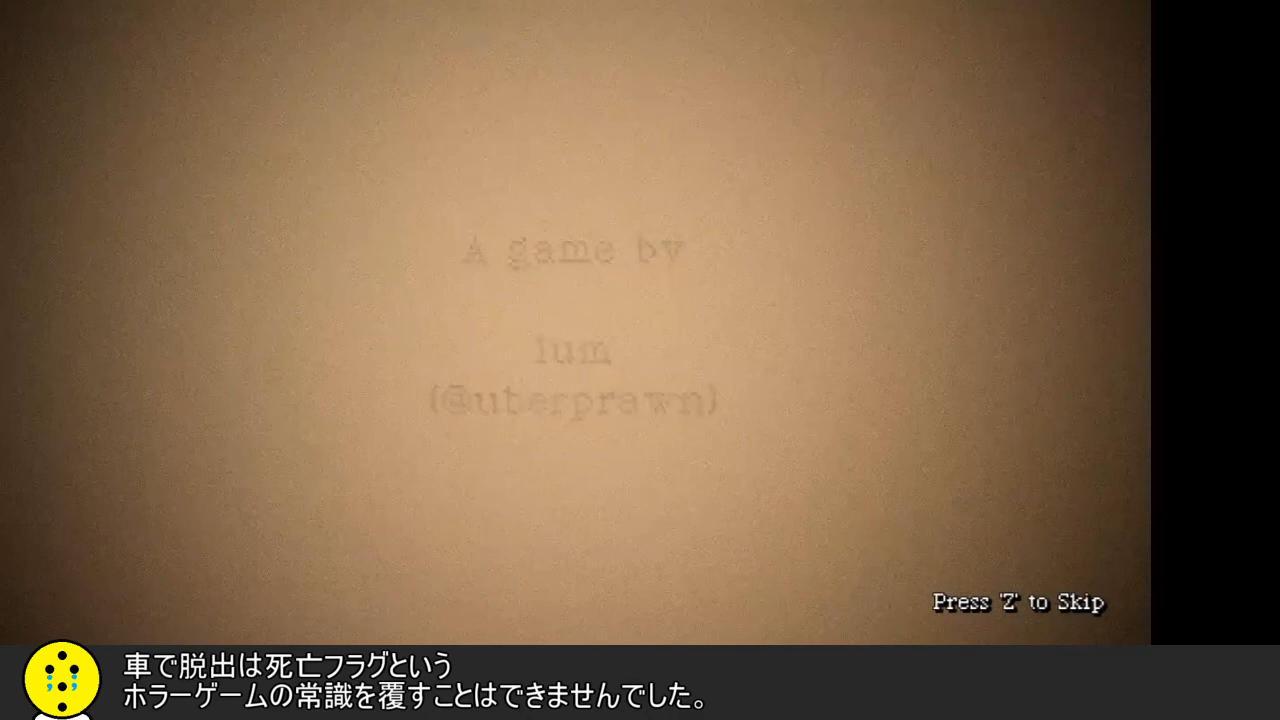 A game by
lum
(@uterprawn)
Press 'Z' to Skip
車で脱出は死亡フラグという
ホラーゲームの常識を覆すことはできませんでした。